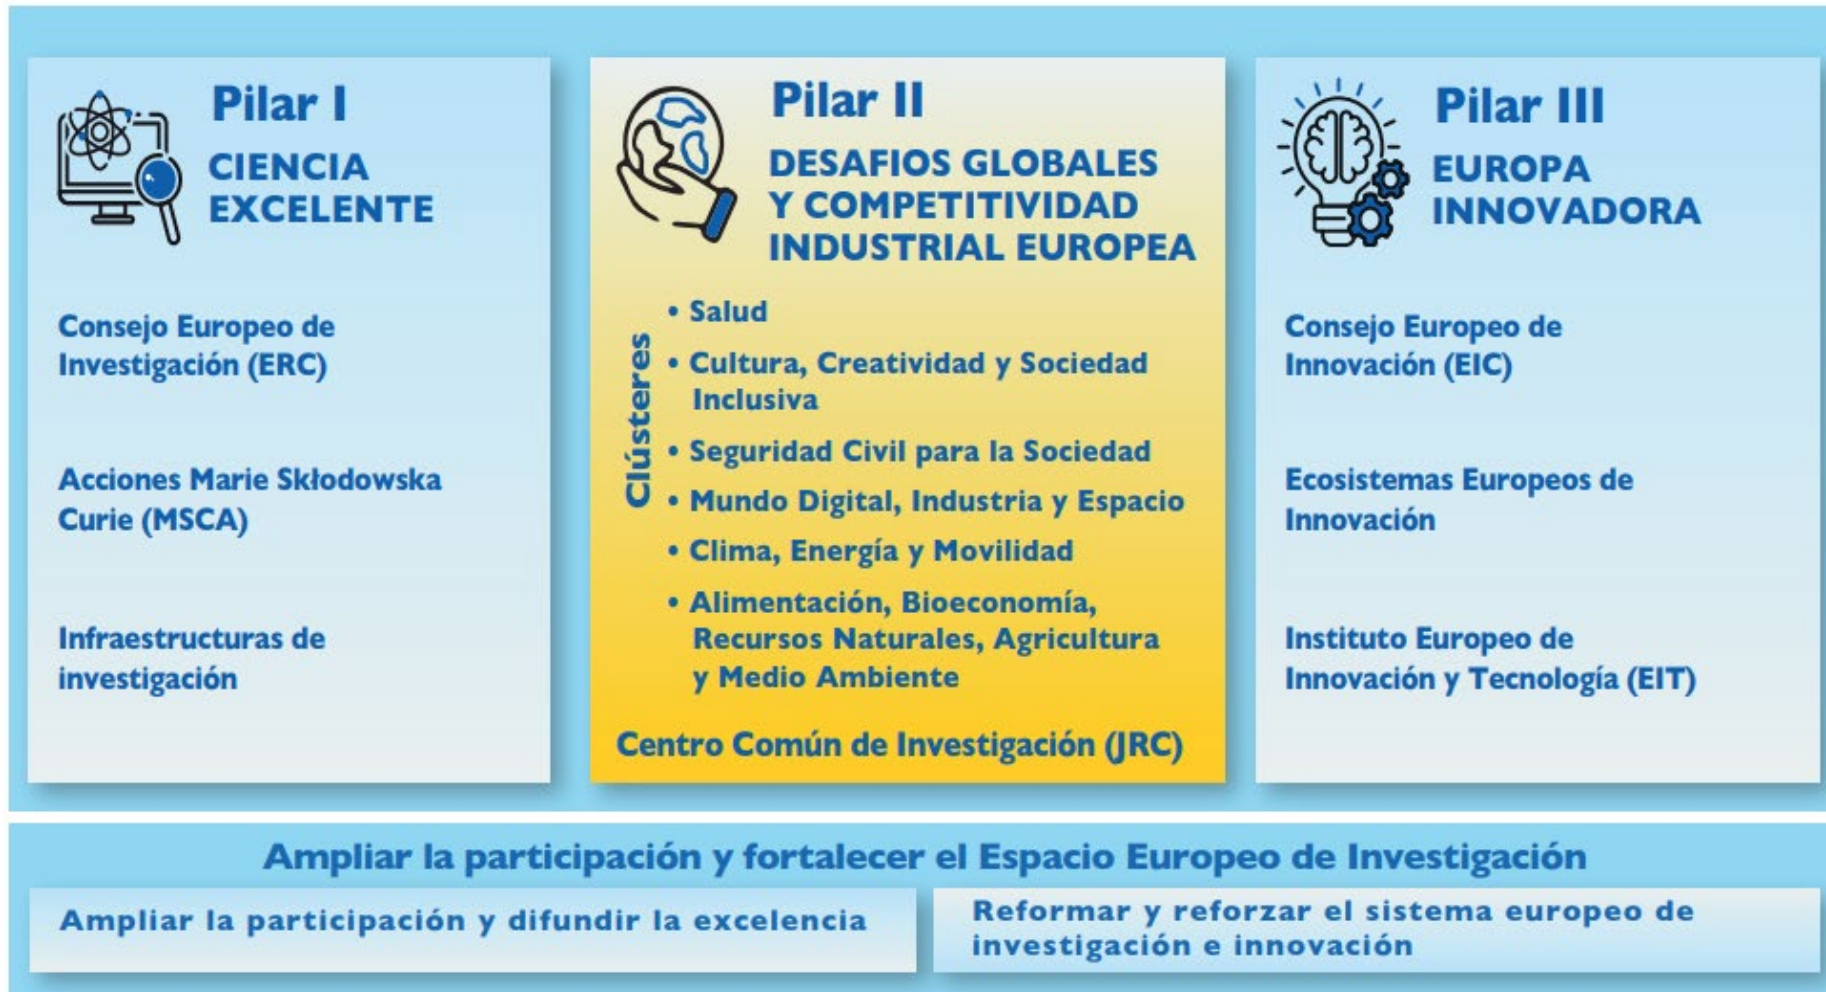 Pilar I
CIENCIA
EXCELENTE
Consejo Europeo de
Investigación (ERC)
Acciones Marie Skłodowska
Curie (MSCA)
Infraestructuras de
investigación
Pilar II
DESAFIOS GLOBALES
Y COMPETITIVIDAD
INDUSTRIAL EUROPEA
Clústeres
• Salud
• Cultura, Creatividad y Sociedad
Inclusiva
• Seguridad Civil para la Sociedad
• Mundo Digital, Industria y Espacio
• Clima, Energía y Movilidad
• Alimentación, Bioeconomía,
Recursos Naturales, Agricultura
y Medio Ambiente
Centro Común de Investigación (JRC)
Pilar III
EUROPA
INNOVADORA
Consejo Europeo de
Innovación (EIC)
Ecosistemas Europeos de
Innovación
Instituto Europeo de
Innovación y Tecnología (EIT)
Ampliar la participación y fortalecer el Espacio Europeo de Investigación
Ampliar la participación y difundir la excelencia
Reformar y reforzar el sistema europeo de
investigación e innovación